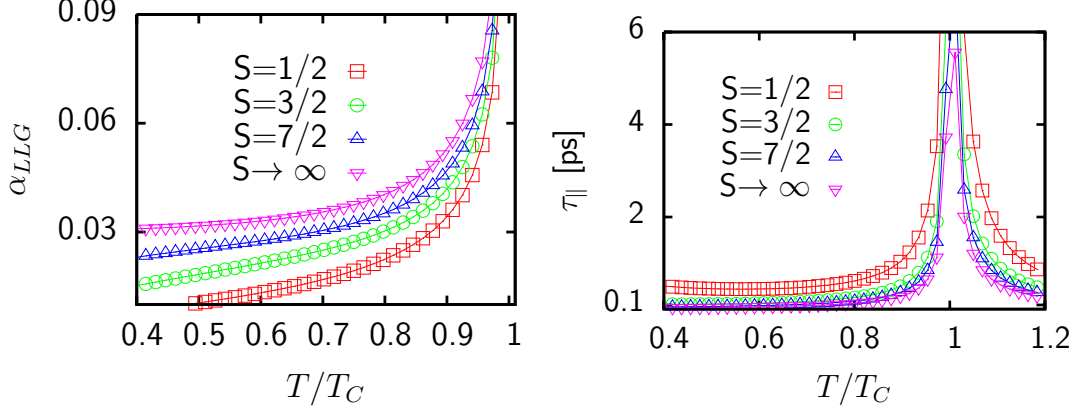 0.09
0.06
0.03
α_LLG
S=1/2
S=3/2
S=7/2
S→ ∞
0.4 0.5 0.6 0.7 0.8 0.9 1
T/T_C
6
4
2
0.1
τ_∥ [ps]
S=1/2
S=3/2
S=7/2
S→ ∞
0.4 0.6 0.8 1 1.2
T/T_C